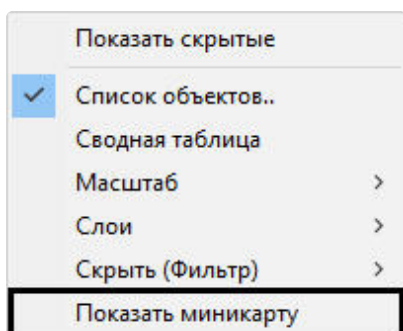 Показать скрытые
Список объектов..
Сводная таблица
Масштаб
Слои
Скрыть (Фильтр)
Показать миникарту